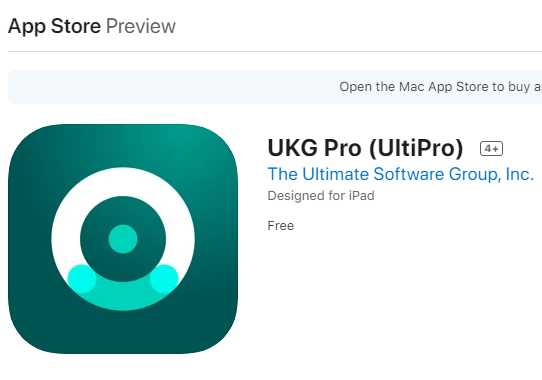 App Store Preview
Open the Mac App Store to buy
UKG Pro (UltiPro) 4+
The Ultimate Software Group, Inc.
Designed for iPad
Free